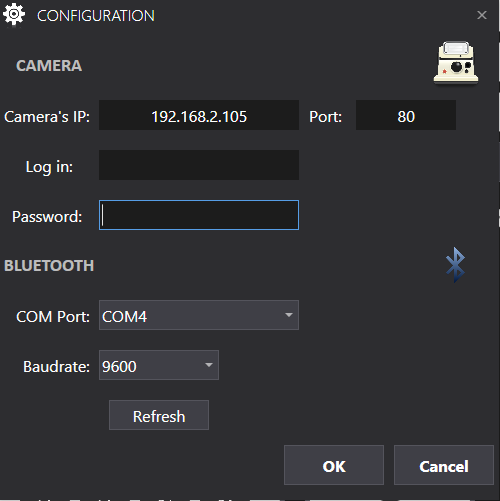 CONFIGURATION
CAMERA
Camera's IP: 192.168.2.105 Port: 80
Log in:
Password:
BLUETOOTH
COM Port: COM4
Baudrate: 9600
Refresh
OK Cancel